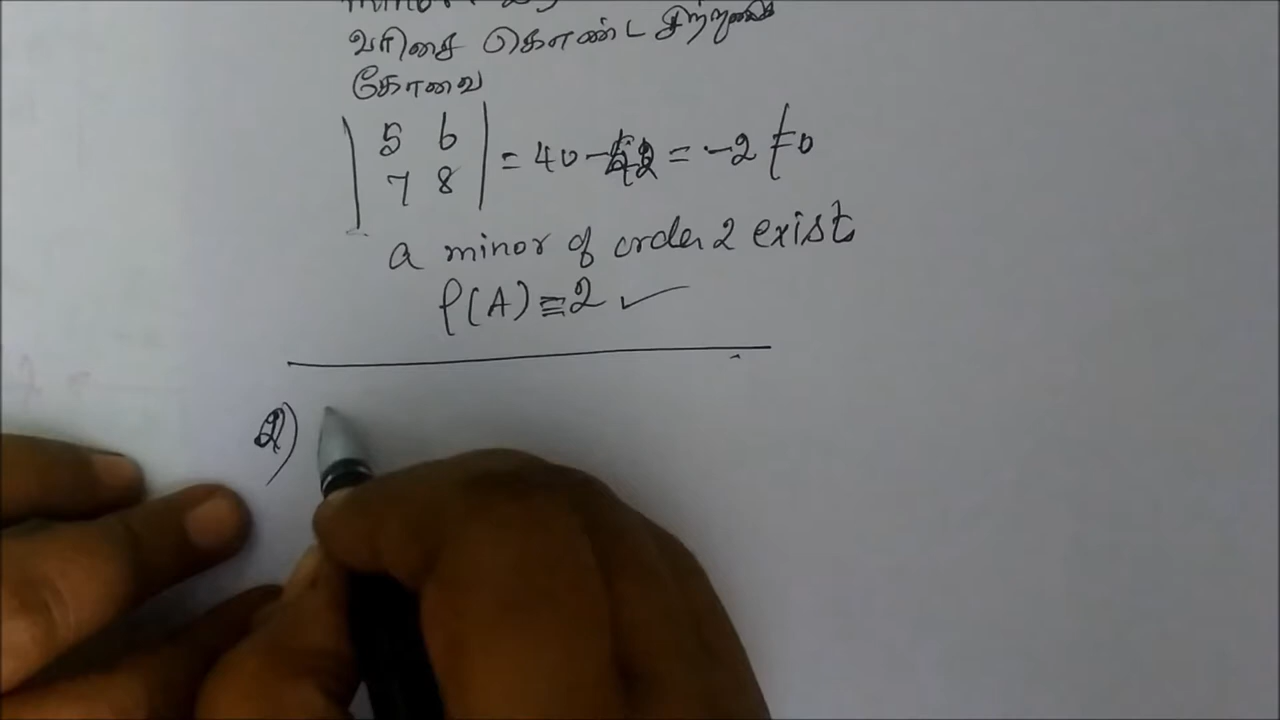 வரிசை கொண்ட சிற்றணி
கோவை
| 5 6 |
| 7 8 | = 40 - 42 = -2 ≠ 0
a minor of order 2 exist
ρ(A) = 2 ✓
2)